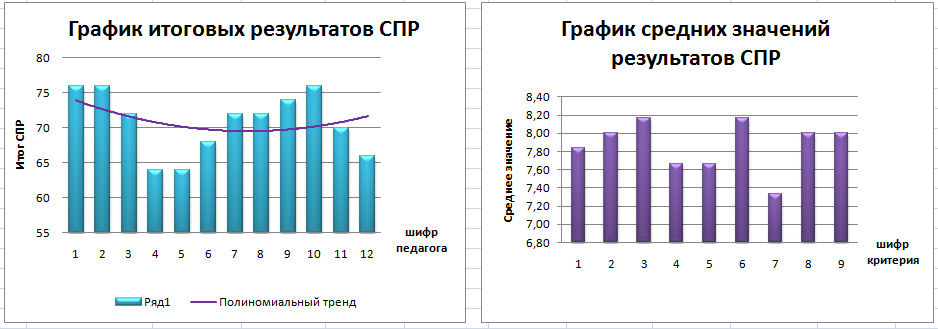 График итоговых результатов СПР
80
75
70
65
60
55
Итог СПР
1 2 3 4 5 6 7 8 9 10 11 12
шифр
педагога
Ряд1 Полиномиальный тренд
График средних значений
результатов СПР
8,40
8,20
8,00
7,80
7,60
7,40
7,20
7,00
6,80
Среднее значение
1 2 3 4 5 6 7 8 9
шифр
критерия